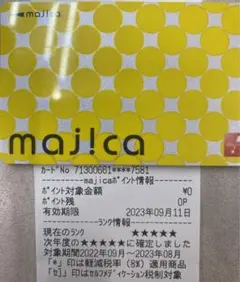 majica
maj!ca
カードNo 71300661****7581
--------majicaポイント情報--------
ポイント対象金額 ¥0
ポイント残 0P
有効期限 2023年09月11日
--------ランク情報--------
現在のランク ★★★★★
次年度の★★★★★に確定しました
対象期間2022年09月～2023年08月
「*」印は軽減税率(8%)適用商品
「セ」印はセルフメディケーション税制対象